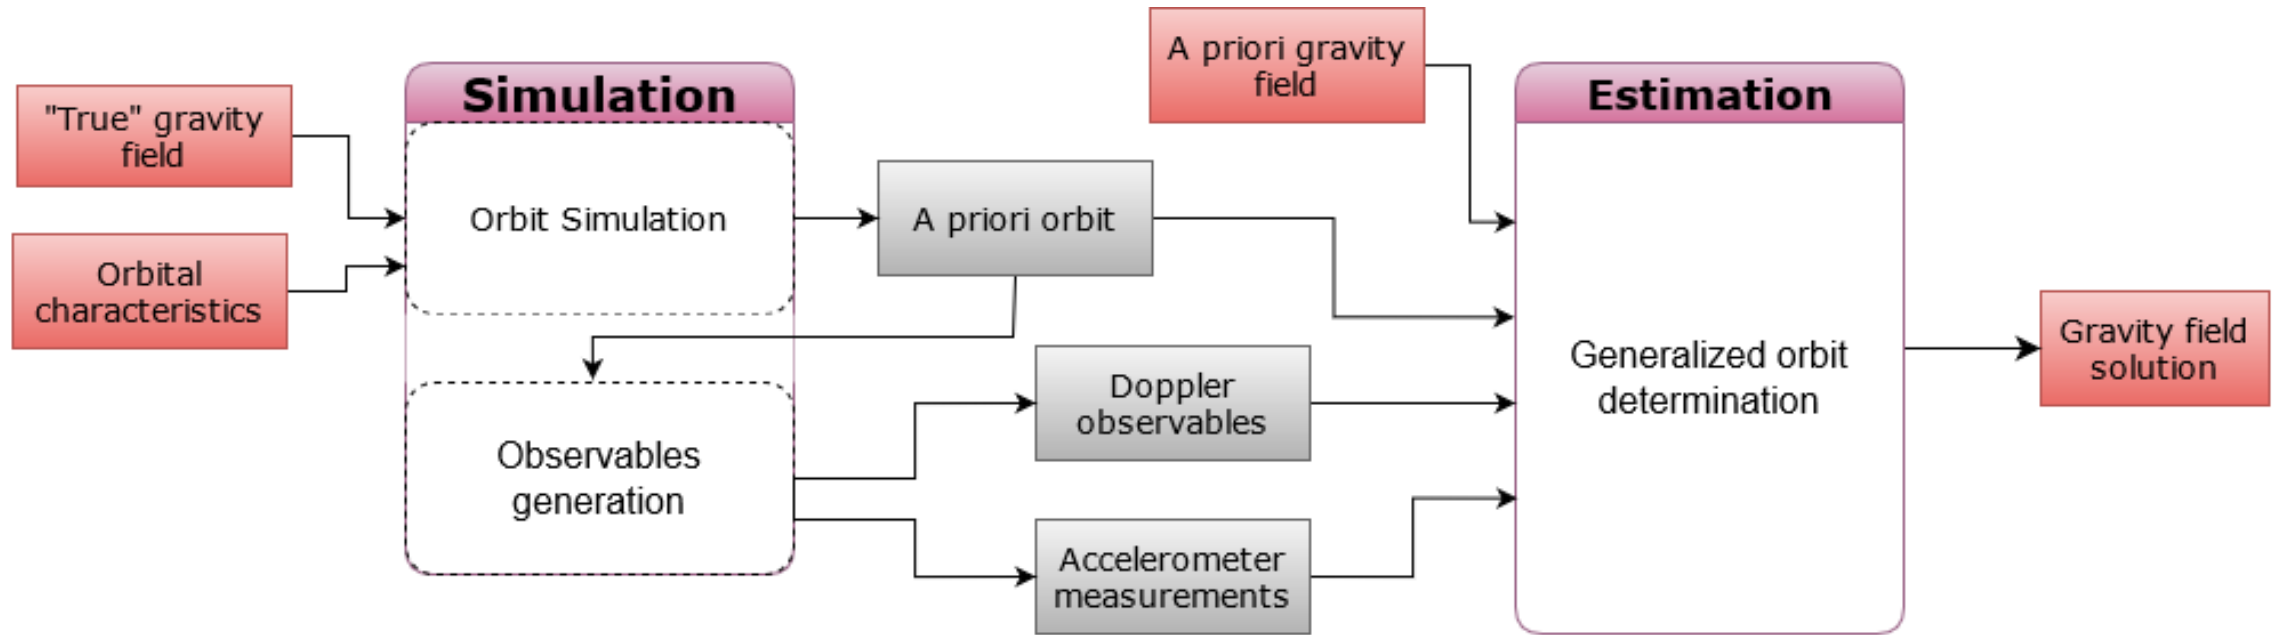 "True" gravity
field
Orbital
characteristics
Simulation
Orbit Simulation
Observables
generation
A priori orbit
Doppler
observables
Accelerometer
measurements
A priori gravity
field
Estimation
Generalized orbit
determination
Gravity field
solution